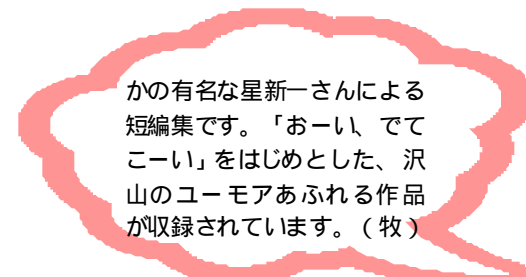 かの有名な星新一さんによる
短編集です。「おーい、でて
こーい」をはじめとした、沢
山のユーモアあふれる作品
が収録されています。(牧)